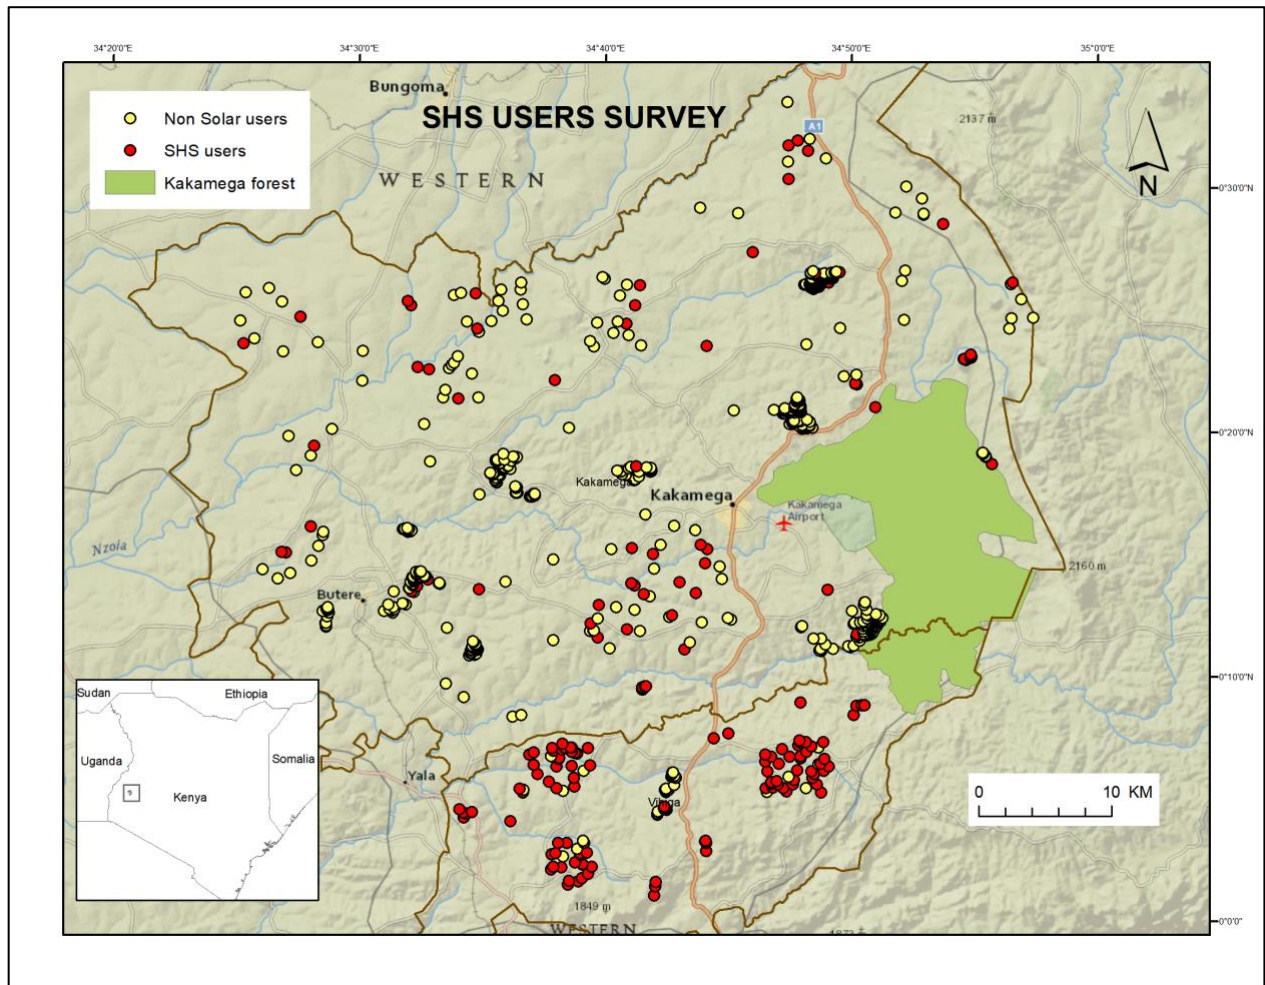 34°20'0"E 34°30'0"E 34°40'0"E 34°50'0"E 35°0'0"E
Bungoma
SHS USERS SURVEY
Non Solar users
SHS users
Kakamega forest
A1
2137 m
N
WESTERN
0°30'0"N
0°20'0"N
Kakamega
Kakamega
Kakamega
Airport
Nzoia
2160 m
Butere
0°10'0"N
Sudan
Ethiopia
Uganda
Somalia
Kenya
Yala
Vihiga
0 10 KM
1849 m
WESTERN
0°0'0"